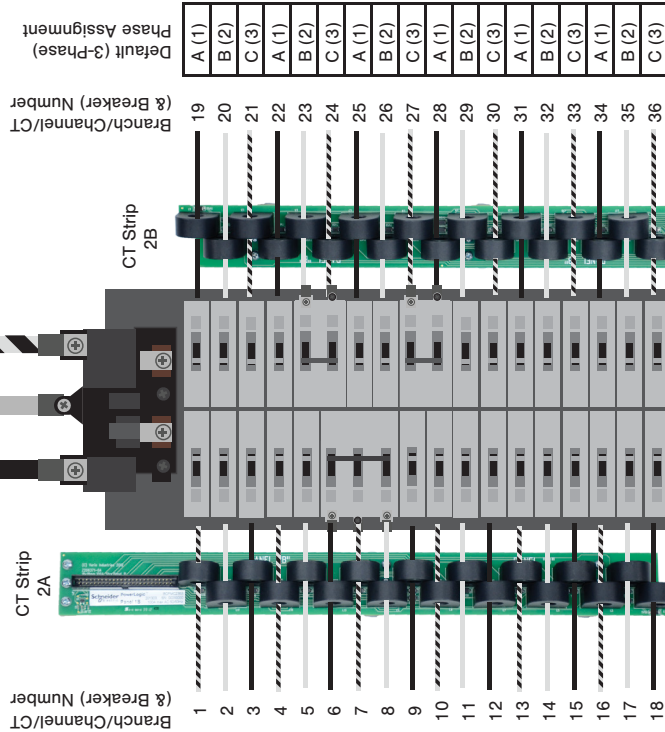 Default (3-Phase)
Phase Assignment
A (1)
B (2)
C (3)
A (1)
B (2)
C (3)
A (1)
B (2)
C (3)
A (1)
B (2)
C (3)
A (1)
B (2)
C (3)
A (1)
B (2)
C (3)
Branch/Channel/CT
(& Breaker) Number
19
20
21
22
23
24
25
26
27
28
29
30
31
32
33
34
35
36
CT Strip
2B
CT Strip
2A
Schneider
PowerLogic
Branch/Channel/CT
(& Breaker) Number
1
2
3
4
5
6
7
8
9
10
11
12
13
14
15
16
17
18